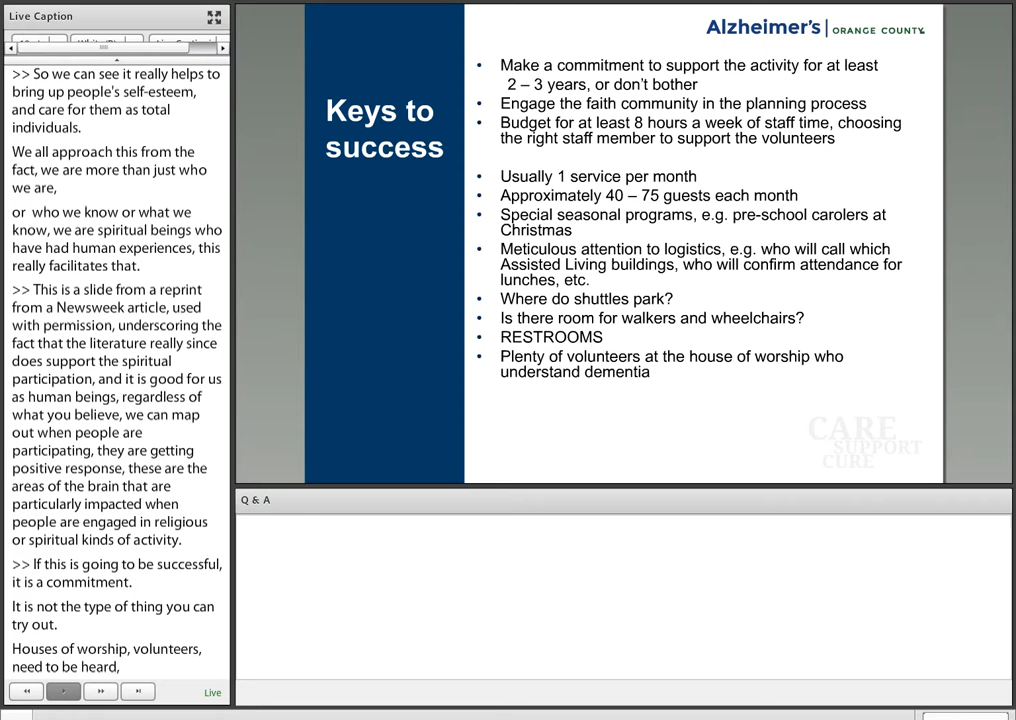 Live Caption
>> So we can see it really helps to
bring up people's self-esteem,
and care for them as total
individuals.
We all approach this from the
fact, we are more than just who
we are,
or who we know or what we
know, we are spiritual beings who
have had human experiences, this
really facilitates that.
>> This is a slide from a reprint
from a Newsweek article, used
with permission, underscoring the
fact that the literature really since
does support the spiritual
participation, and it is good for us
as human beings, regardless of
what you believe, we can map
out when people are
participating, they are getting
positive response, these are the
areas of the brain that are
particularly impacted when
people are engaged in religious
or spiritual kinds of activity.
>> If this is going to be successful,
it is a commitment.
It is not the type of thing you can
try out.
Houses of worship, volunteers,
need to be heard,
Live
Alzheimer's | ORANGE COUNTY
Keys to
success
• Make a commitment to support the activity for at least
2 – 3 years, or don't bother
• Engage the faith community in the planning process
• Budget for at least 8 hours a week of staff time, choosing
the right staff member to support the volunteers
• Usually 1 service per month
• Approximately 40 – 75 guests each month
• Special seasonal programs, e.g. pre-school carolers at
Christmas
• Meticulous attention to logistics, e.g. who will call which
Assisted Living buildings, who will confirm attendance for
lunches, etc.
• Where do shuttles park?
• Is there room for walkers and wheelchairs?
• RESTROOMS
• Plenty of volunteers at the house of worship who
understand dementia
CARE
SUPPORT
CURE
Q & A